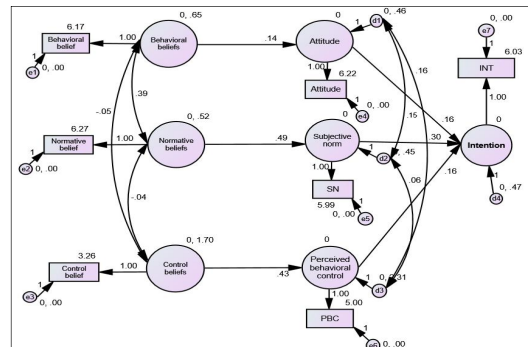 0, .65
0
0, .46
0, .00
6.17
Behavioral
belief
1.00
Behavioral
beliefs
.14
Attitude
1
d1
e7
1
6.03
INT
1
e1
0, .00
1.00
6.22
Attitude
.16
-.05
.39
1
e4
0, .00
.15
.16
1.00
0, .52
0
0
6.27
Normative
belief
1.00
Normative
beliefs
.49
Subjective
norm
1
d2
.45
.30
Intention
1
e2
0, .00
1.00
.06
.16
1
SN
1
d4
0, .47
-.04
5.99
0, .00
e5
0, 1.70
0
3.26
Control
belief
1.00
Control
beliefs
.43
Perceived
behavioral
control
1
d3
0, .31
1
e3
0, .00
1.00
5.00
PBC
1
e6
0, .00